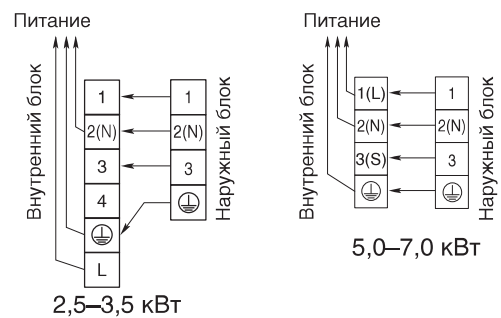 Питание
Внутренний блок
1
2(N)
3
4
L
1
2(N)
3
Наружный блок
2,5–3,5 кВт
Питание
Внутренний блок
1(L)
2(N)
3(S)
1
2(N)
3
Наружный блок
5,0–7,0 кВт